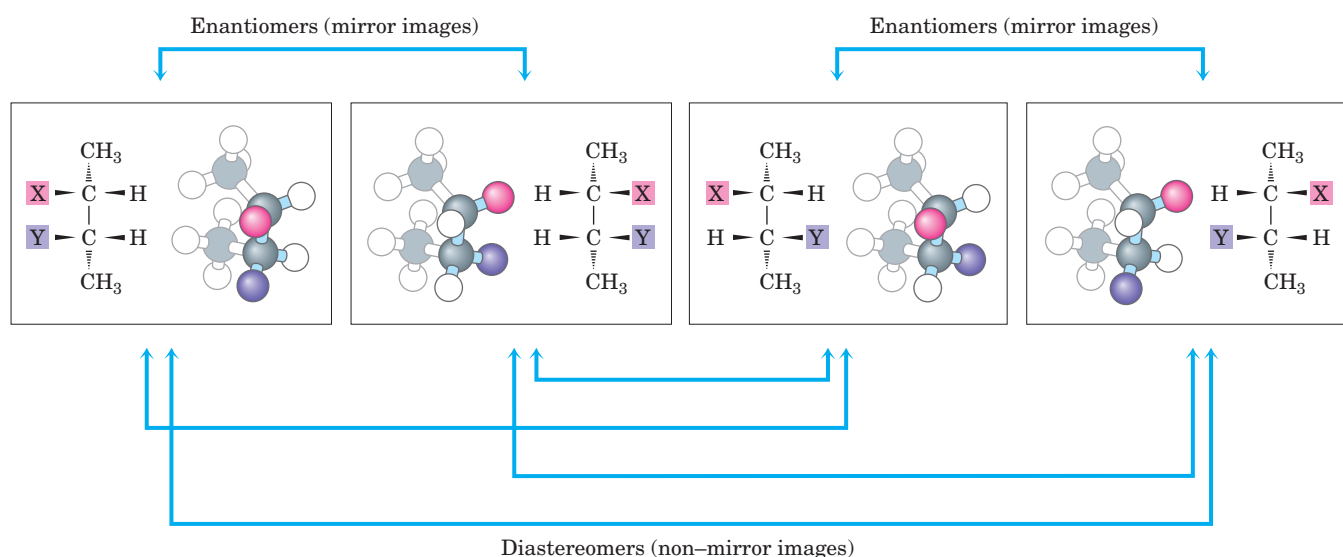 Enantiomers (mirror images) Enantiomers (mirror images)
CH₃ CH₃ CH₃ CH₃
X C H H C X X C H H C X
Y C H H C Y H C Y Y C H
CH₃ CH₃ CH₃ CH₃
Diastereomers (non–mirror images)